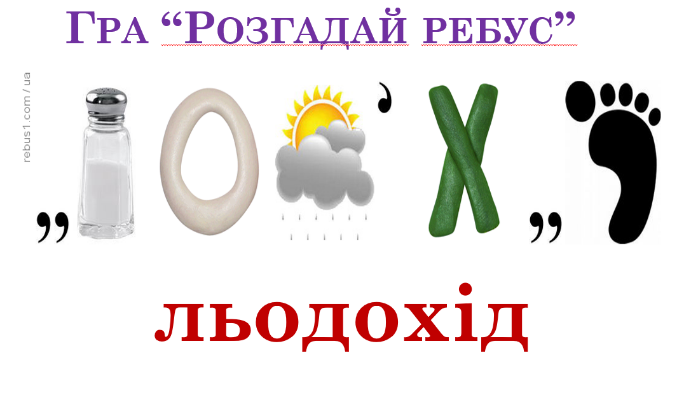 Гра “Розгадай ребус”
rebus1.com / ua
,, О ’ Х ,,
льодохід